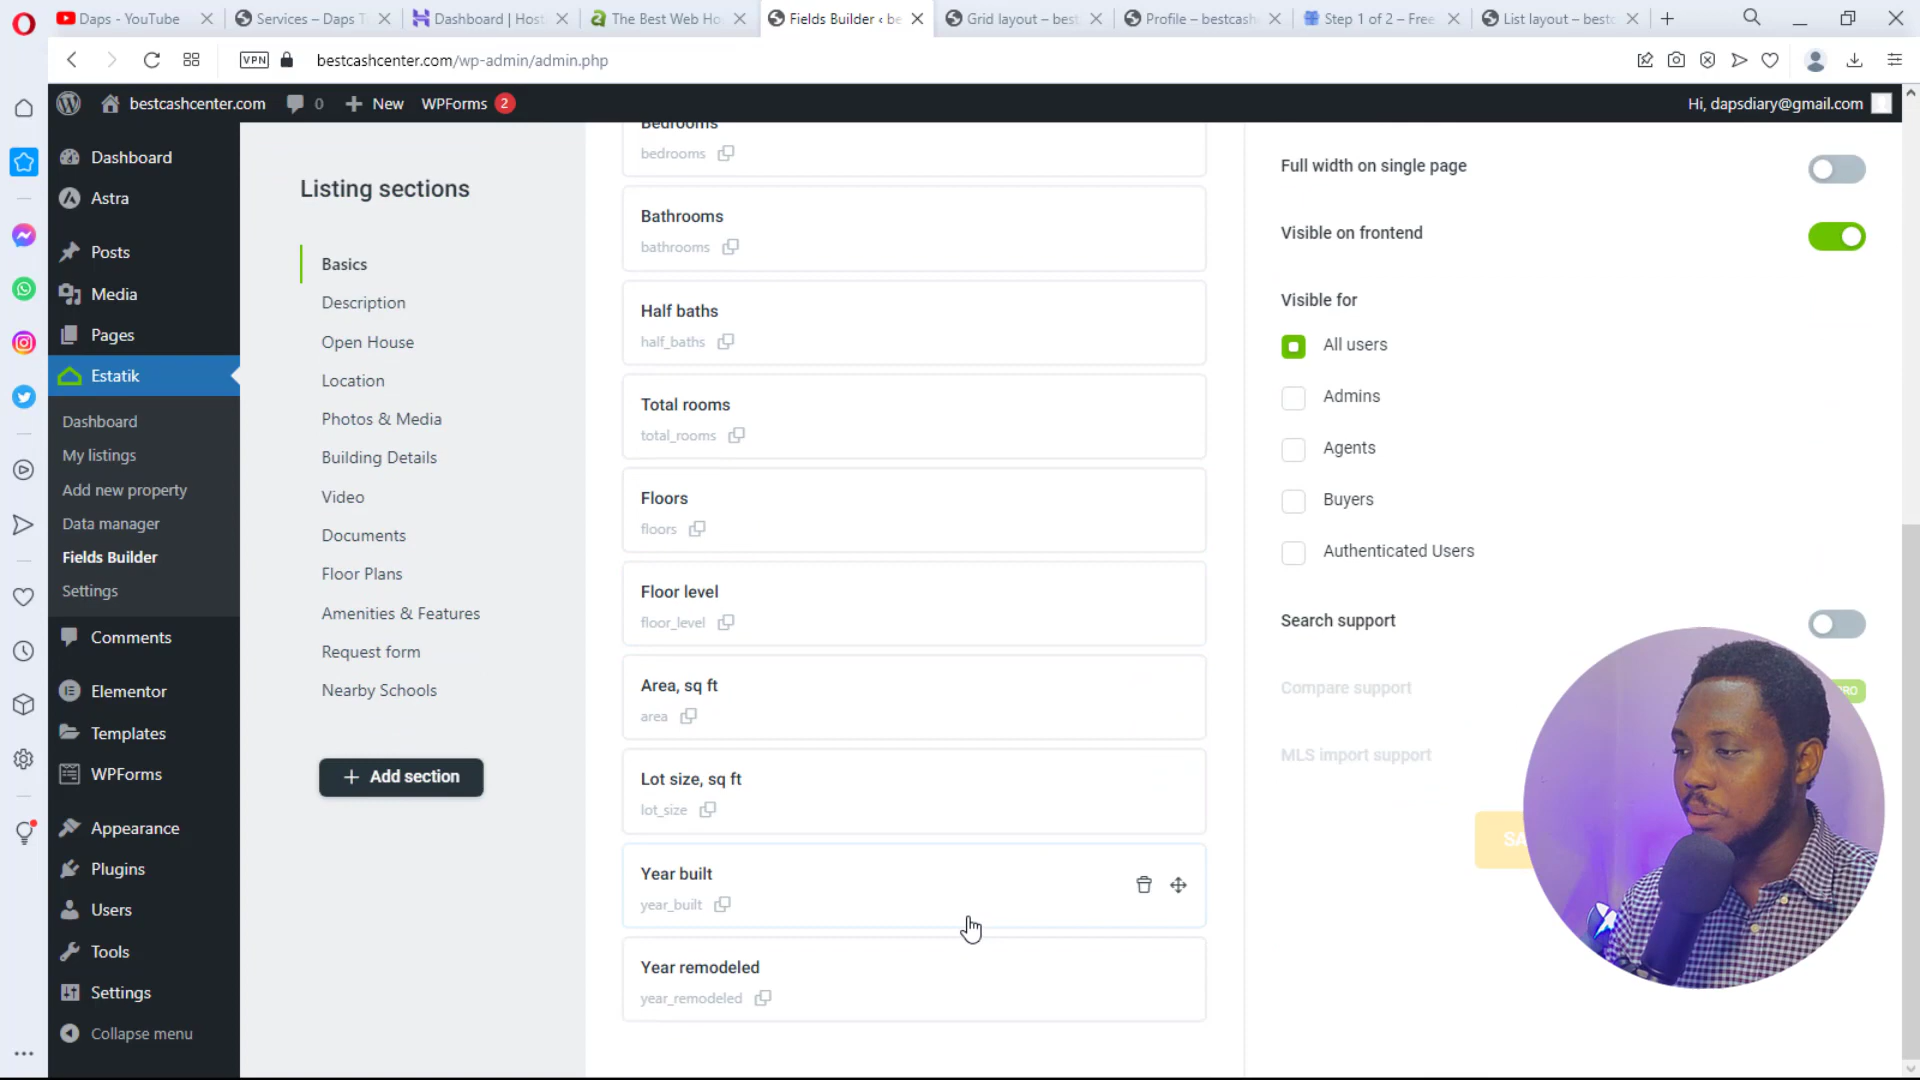 Daps - YouTube
Services – Daps T
Dashboard | Host
The Best Web Ho
Fields Builder ‹ be
Grid layout – best
Profile – bestcash
Step 1 of 2 – Free
List layout – bestc
VPN
bestcashcenter.com/wp-admin/admin.php
bestcashcenter.com
0
New
WPForms
2
Hi, dapsdiary@gmail.com
Dashboard
Astra
Posts
Media
Pages
Estatik
Dashboard
My listings
Add new property
Data manager
Fields Builder
Settings
Comments
Elementor
Templates
WPForms
Appearance
Plugins
Users
Tools
Settings
Collapse menu
Listing sections
Basics
Description
Open House
Location
Photos & Media
Building Details
Video
Documents
Floor Plans
Amenities & Features
Request form
Nearby Schools
+ Add section
Bedrooms
bedrooms
Bathrooms
bathrooms
Half baths
half_baths
Total rooms
total_rooms
Floors
floors
Floor level
floor_level
Area, sq ft
area
Lot size, sq ft
lot_size
Year built
year_built
Year remodeled
year_remodeled
Full width on single page
Visible on frontend
Visible for
All users
Admins
Agents
Buyers
Authenticated Users
Search support
Compare support
RO
MLS import support
SA